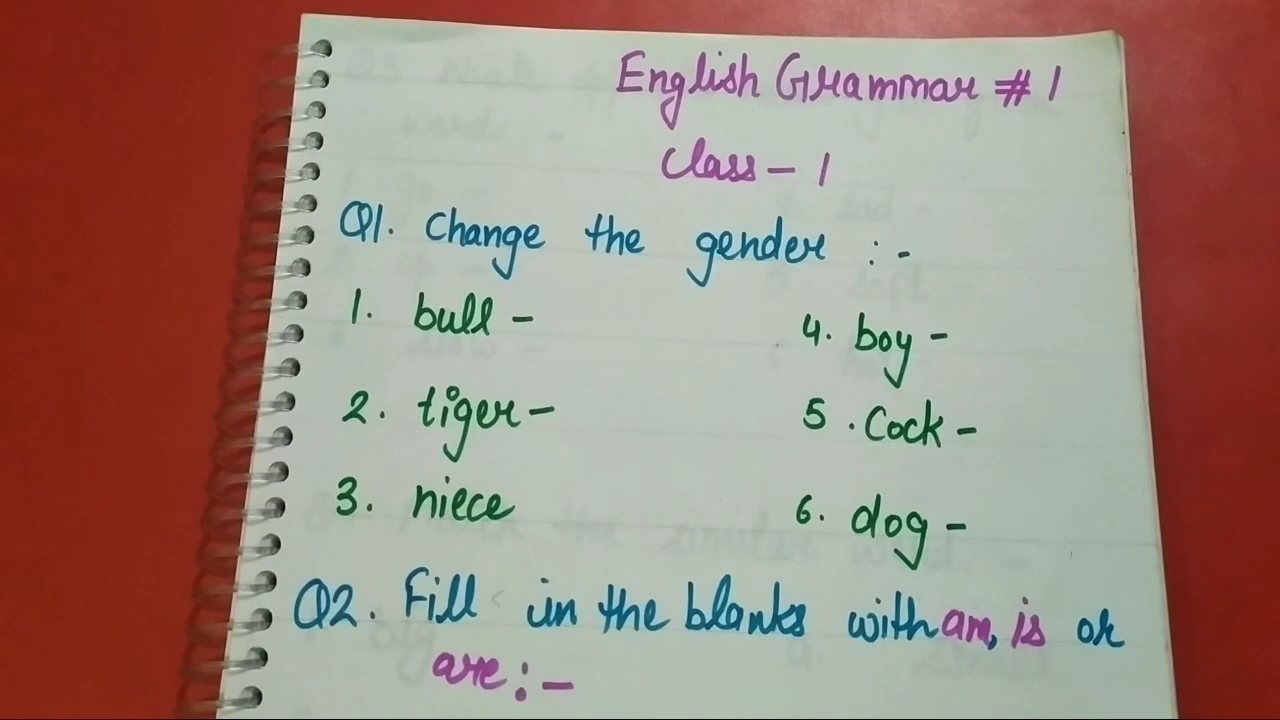 English Grammar # 1
Class - 1
Q1. Change the gender :-
1. bull -
4. boy -
2. tiger -
5. Cock -
3. niece
6. dog -
Q2. Fill in the blanks with am, is or
are :-